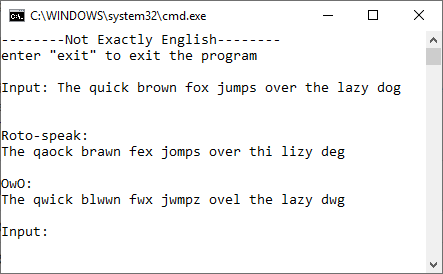 C:\WINDOWS\system32\cmd.exe
--------Not Exactly English--------
enter "exit" to exit the program
Input: The quick brown fox jumps over the lazy dog
Roto-speak:
The qaock brawn fex jomps over thi lizy deg
OwO:
The qwick blwwn fwx jwmpz ovel the lazy dwg
Input: